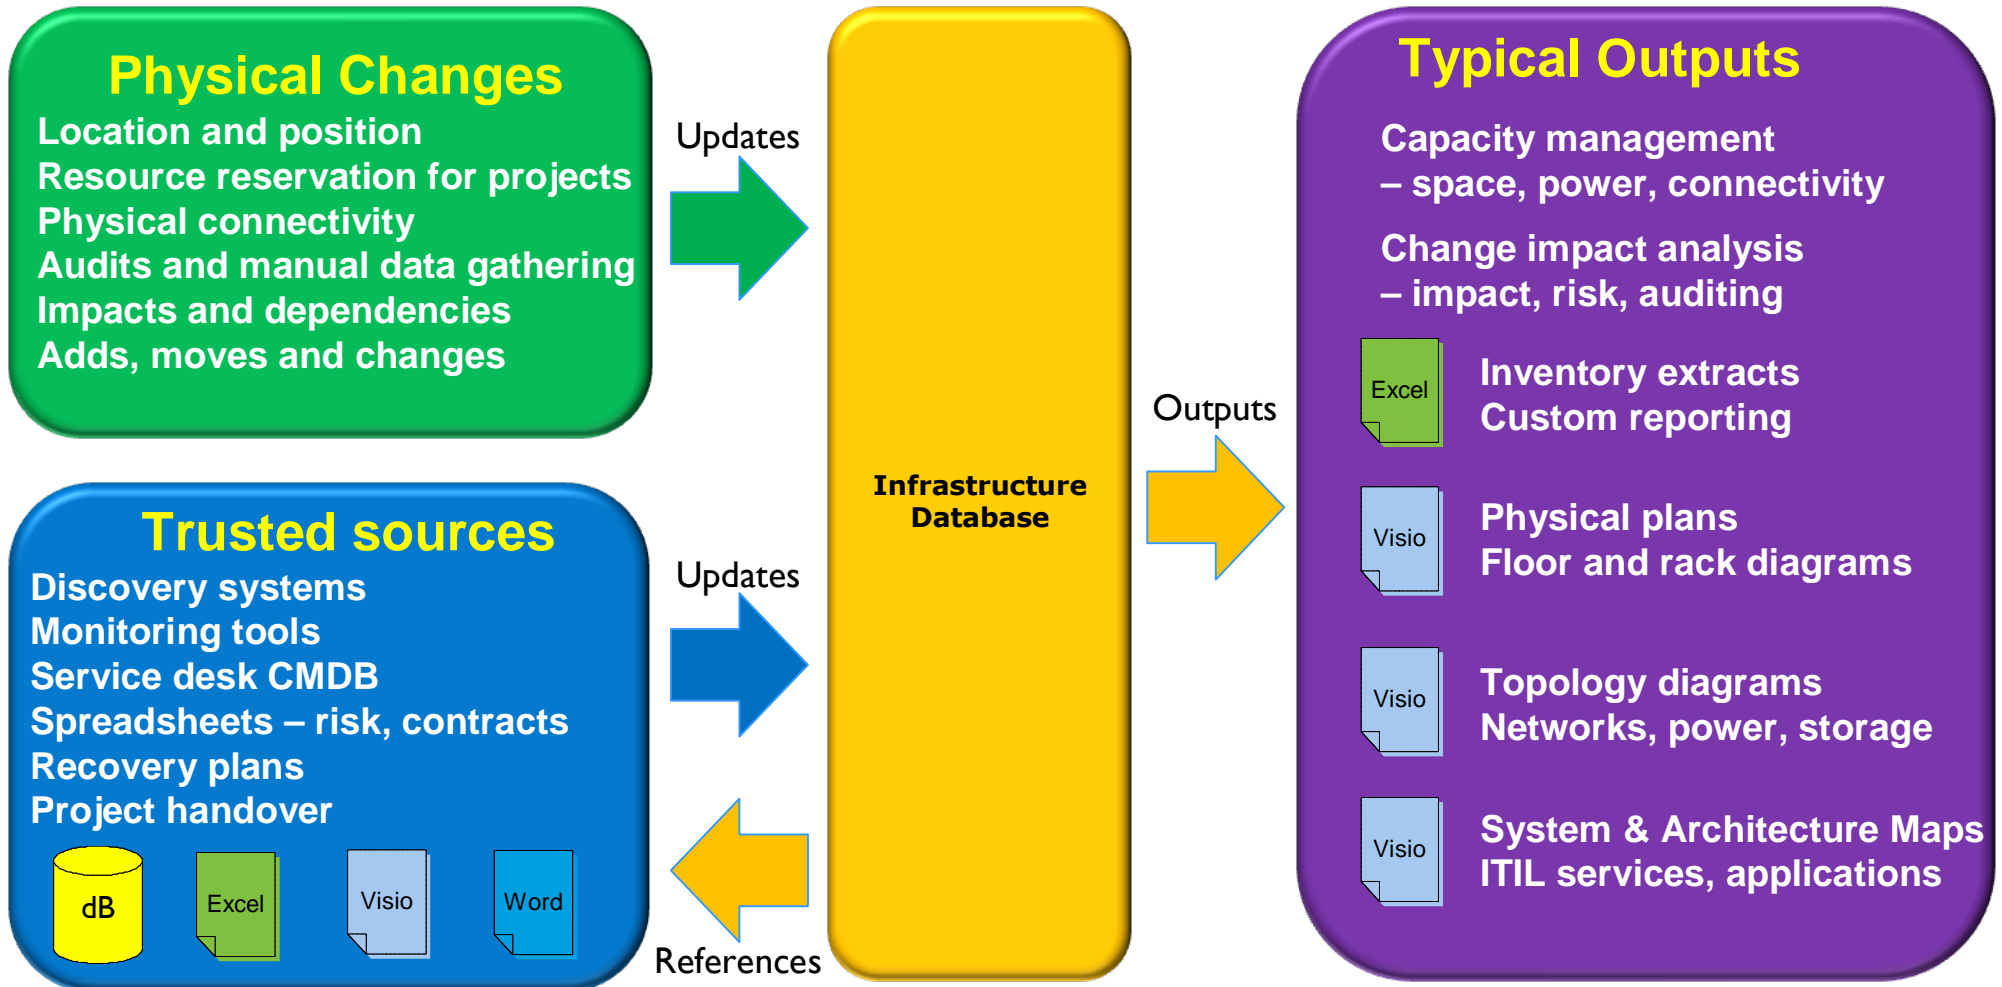 Physical Changes
Location and position
Resource reservation for projects
Physical connectivity
Audits and manual data gathering
Impacts and dependencies
Adds, moves and changes
Updates
Trusted sources
Discovery systems
Monitoring tools
Service desk CMDB
Spreadsheets – risk, contracts
Recovery plans
Project handover
dB
Excel
Visio
Word
Updates
References
Infrastructure
Database
Outputs
Typical Outputs
Capacity management
– space, power, connectivity
Change impact analysis
– impact, risk, auditing
Excel
Inventory extracts
Custom reporting
Visio
Physical plans
Floor and rack diagrams
Visio
Topology diagrams
Networks, power, storage
Visio
System & Architecture Maps
ITIL services, applications